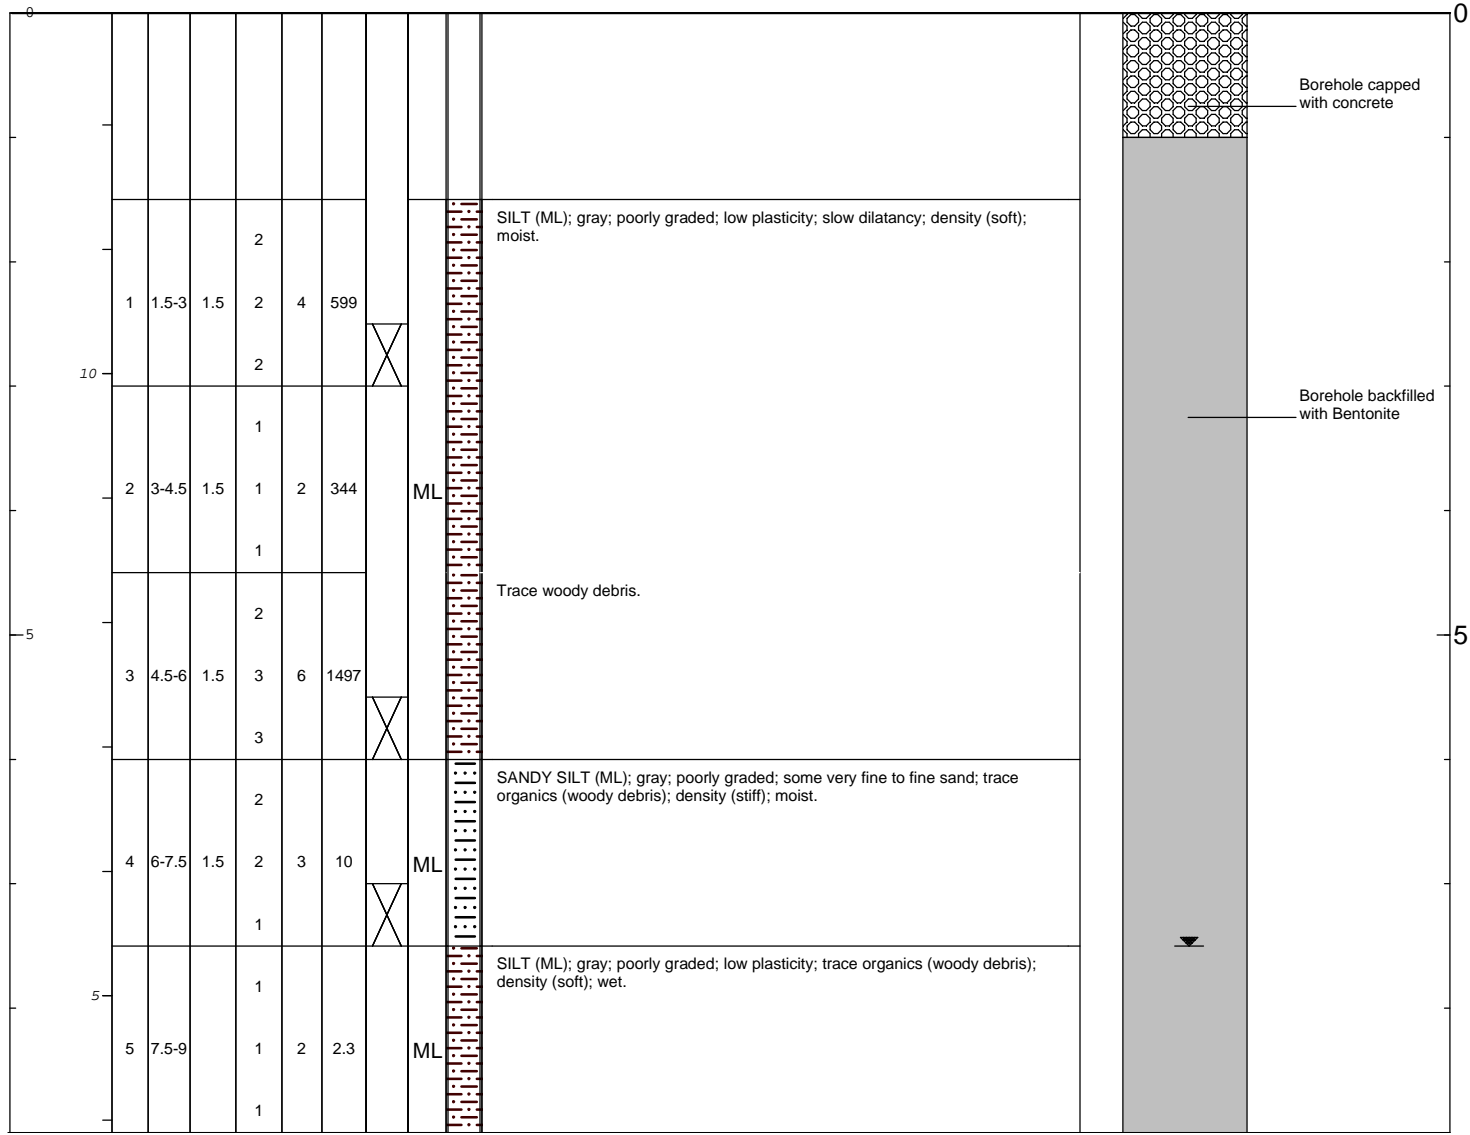 0
0
Borehole capped
with concrete
SILT (ML); gray; poorly graded; low plasticity; slow dilatancy; density (soft);
moist.
2
1 1.5-3 1.5 2 4 599
2
10
Borehole backfilled
with Bentonite
1
2 3-4.5 1.5 1 2 344 ML
1
Trace woody debris.
2
5
5
3 4.5-6 1.5 3 6 1497
3
SANDY SILT (ML); gray; poorly graded; some very fine to fine sand; trace
organics (woody debris); density (stiff); moist.
2
4 6-7.5 1.5 2 3 10 ML
1
SILT (ML); gray; poorly graded; low plasticity; trace organics (woody debris);
density (soft); wet.
1
5
5 7.5-9 1 2 2.3 ML
1